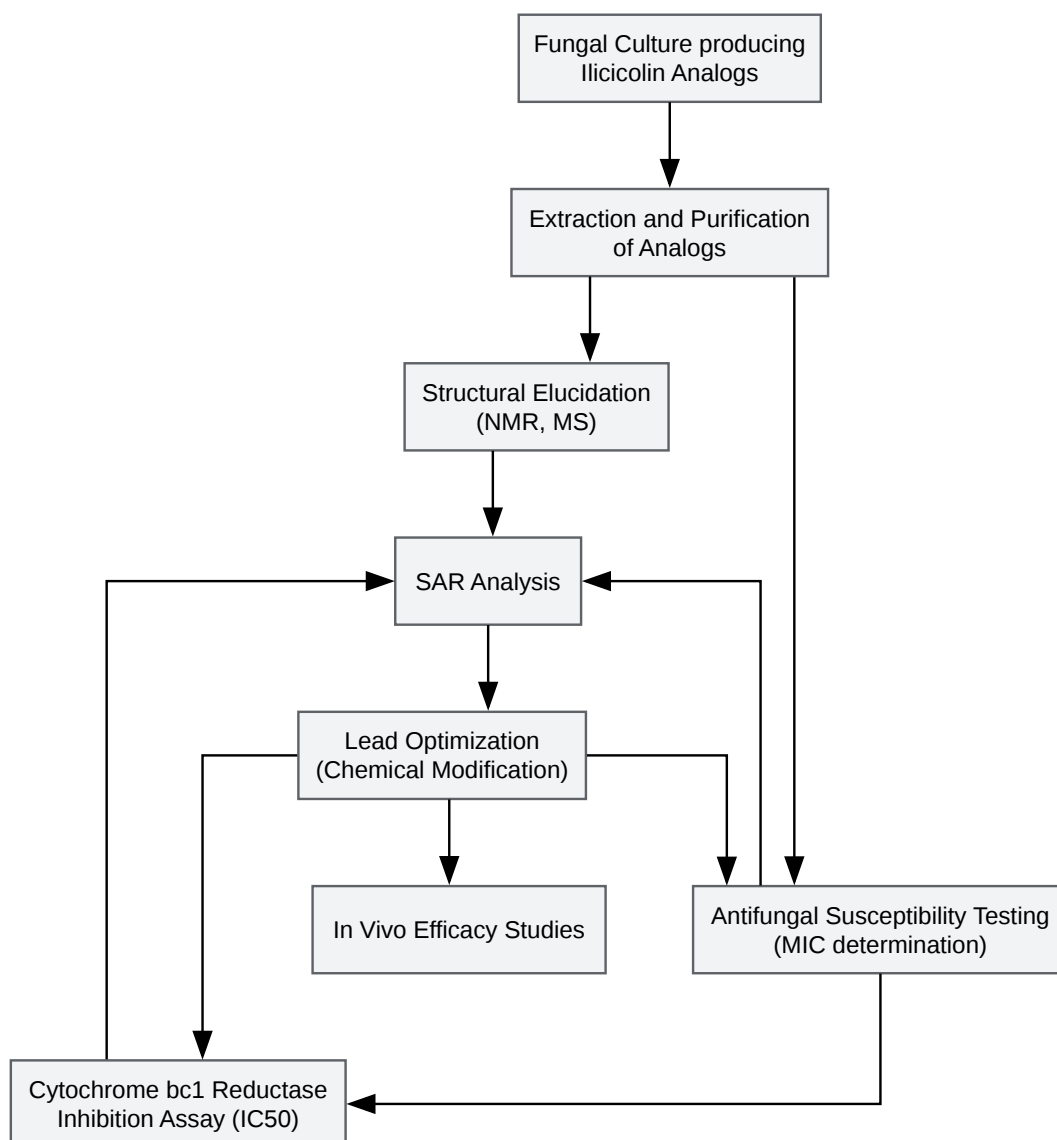 Fungal Culture producing
Ilicicolin Analogs
Extraction and Purification
of Analogs
Structural Elucidation
(NMR, MS)
SAR Analysis
Lead Optimization
(Chemical Modification)
In Vivo Efficacy Studies
Antifungal Susceptibility Testing
(MIC determination)
Cytochrome bc1 Reductase
Inhibition Assay (IC50)